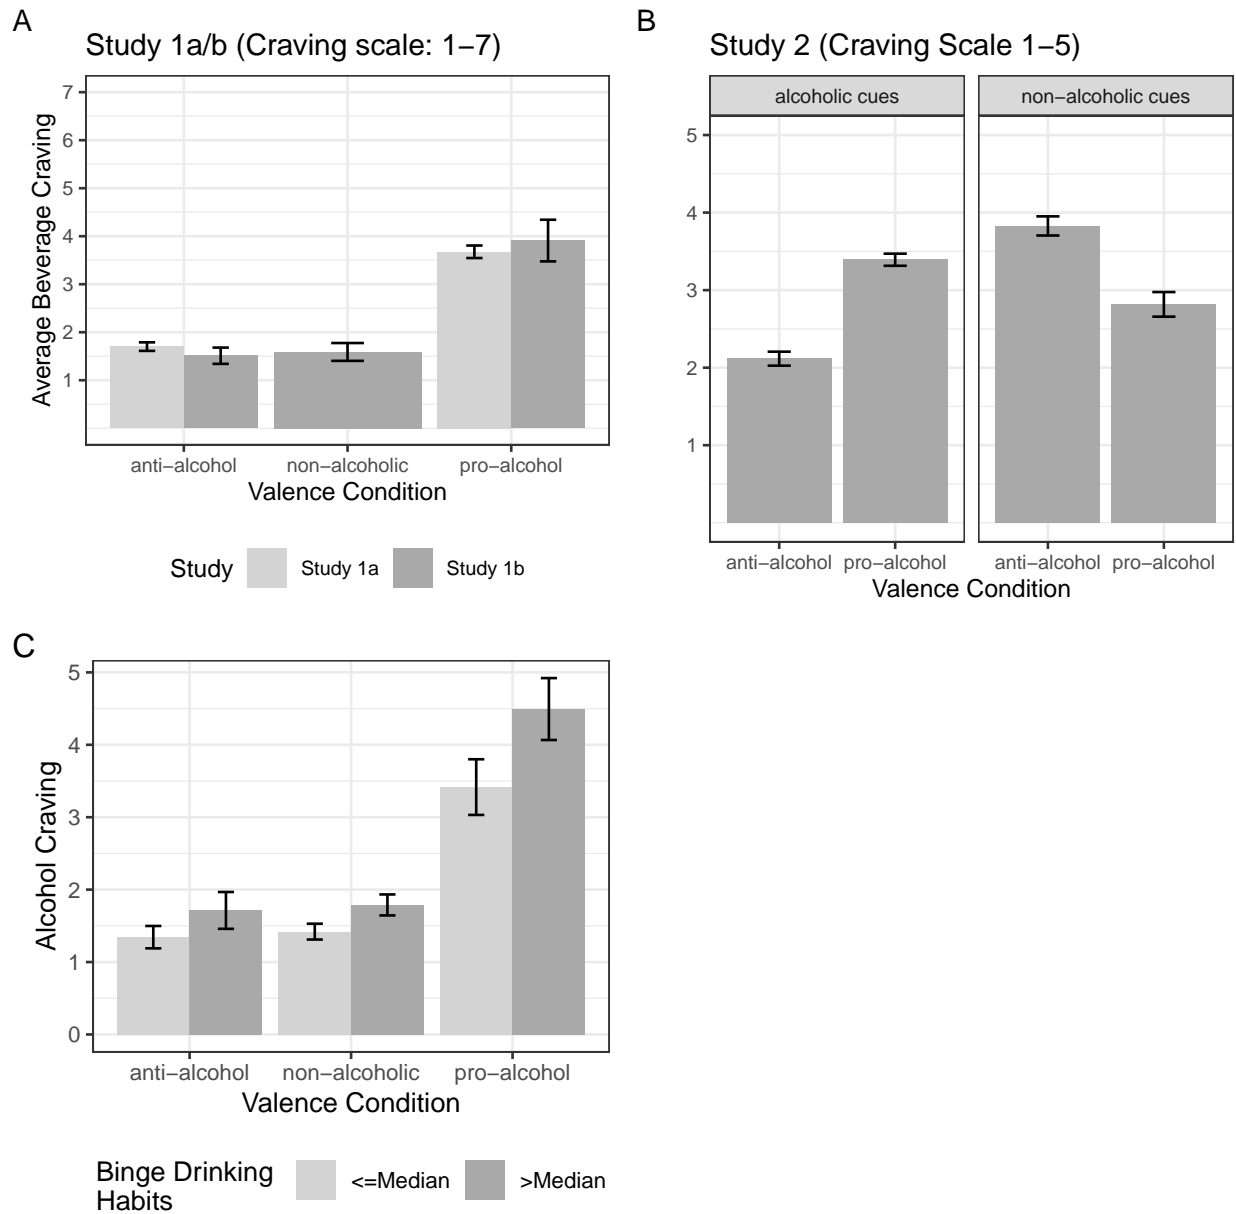 A
Study 1a/b (Craving scale: 1−7)
Average Beverage Craving
7
6
5
4
3
2
1
anti−alcohol non−alcoholic pro−alcohol
Valence Condition
Study Study 1a Study 1b
B
Study 2 (Craving Scale 1−5)
alcoholic cues non−alcoholic cues
5
4
3
2
1
anti−alcohol pro−alcohol anti−alcohol pro−alcohol
Valence Condition
C
Alcohol Craving
5
4
3
2
1
0
anti−alcohol non−alcoholic pro−alcohol
Valence Condition
Binge Drinking
Habits
<=Median >Median